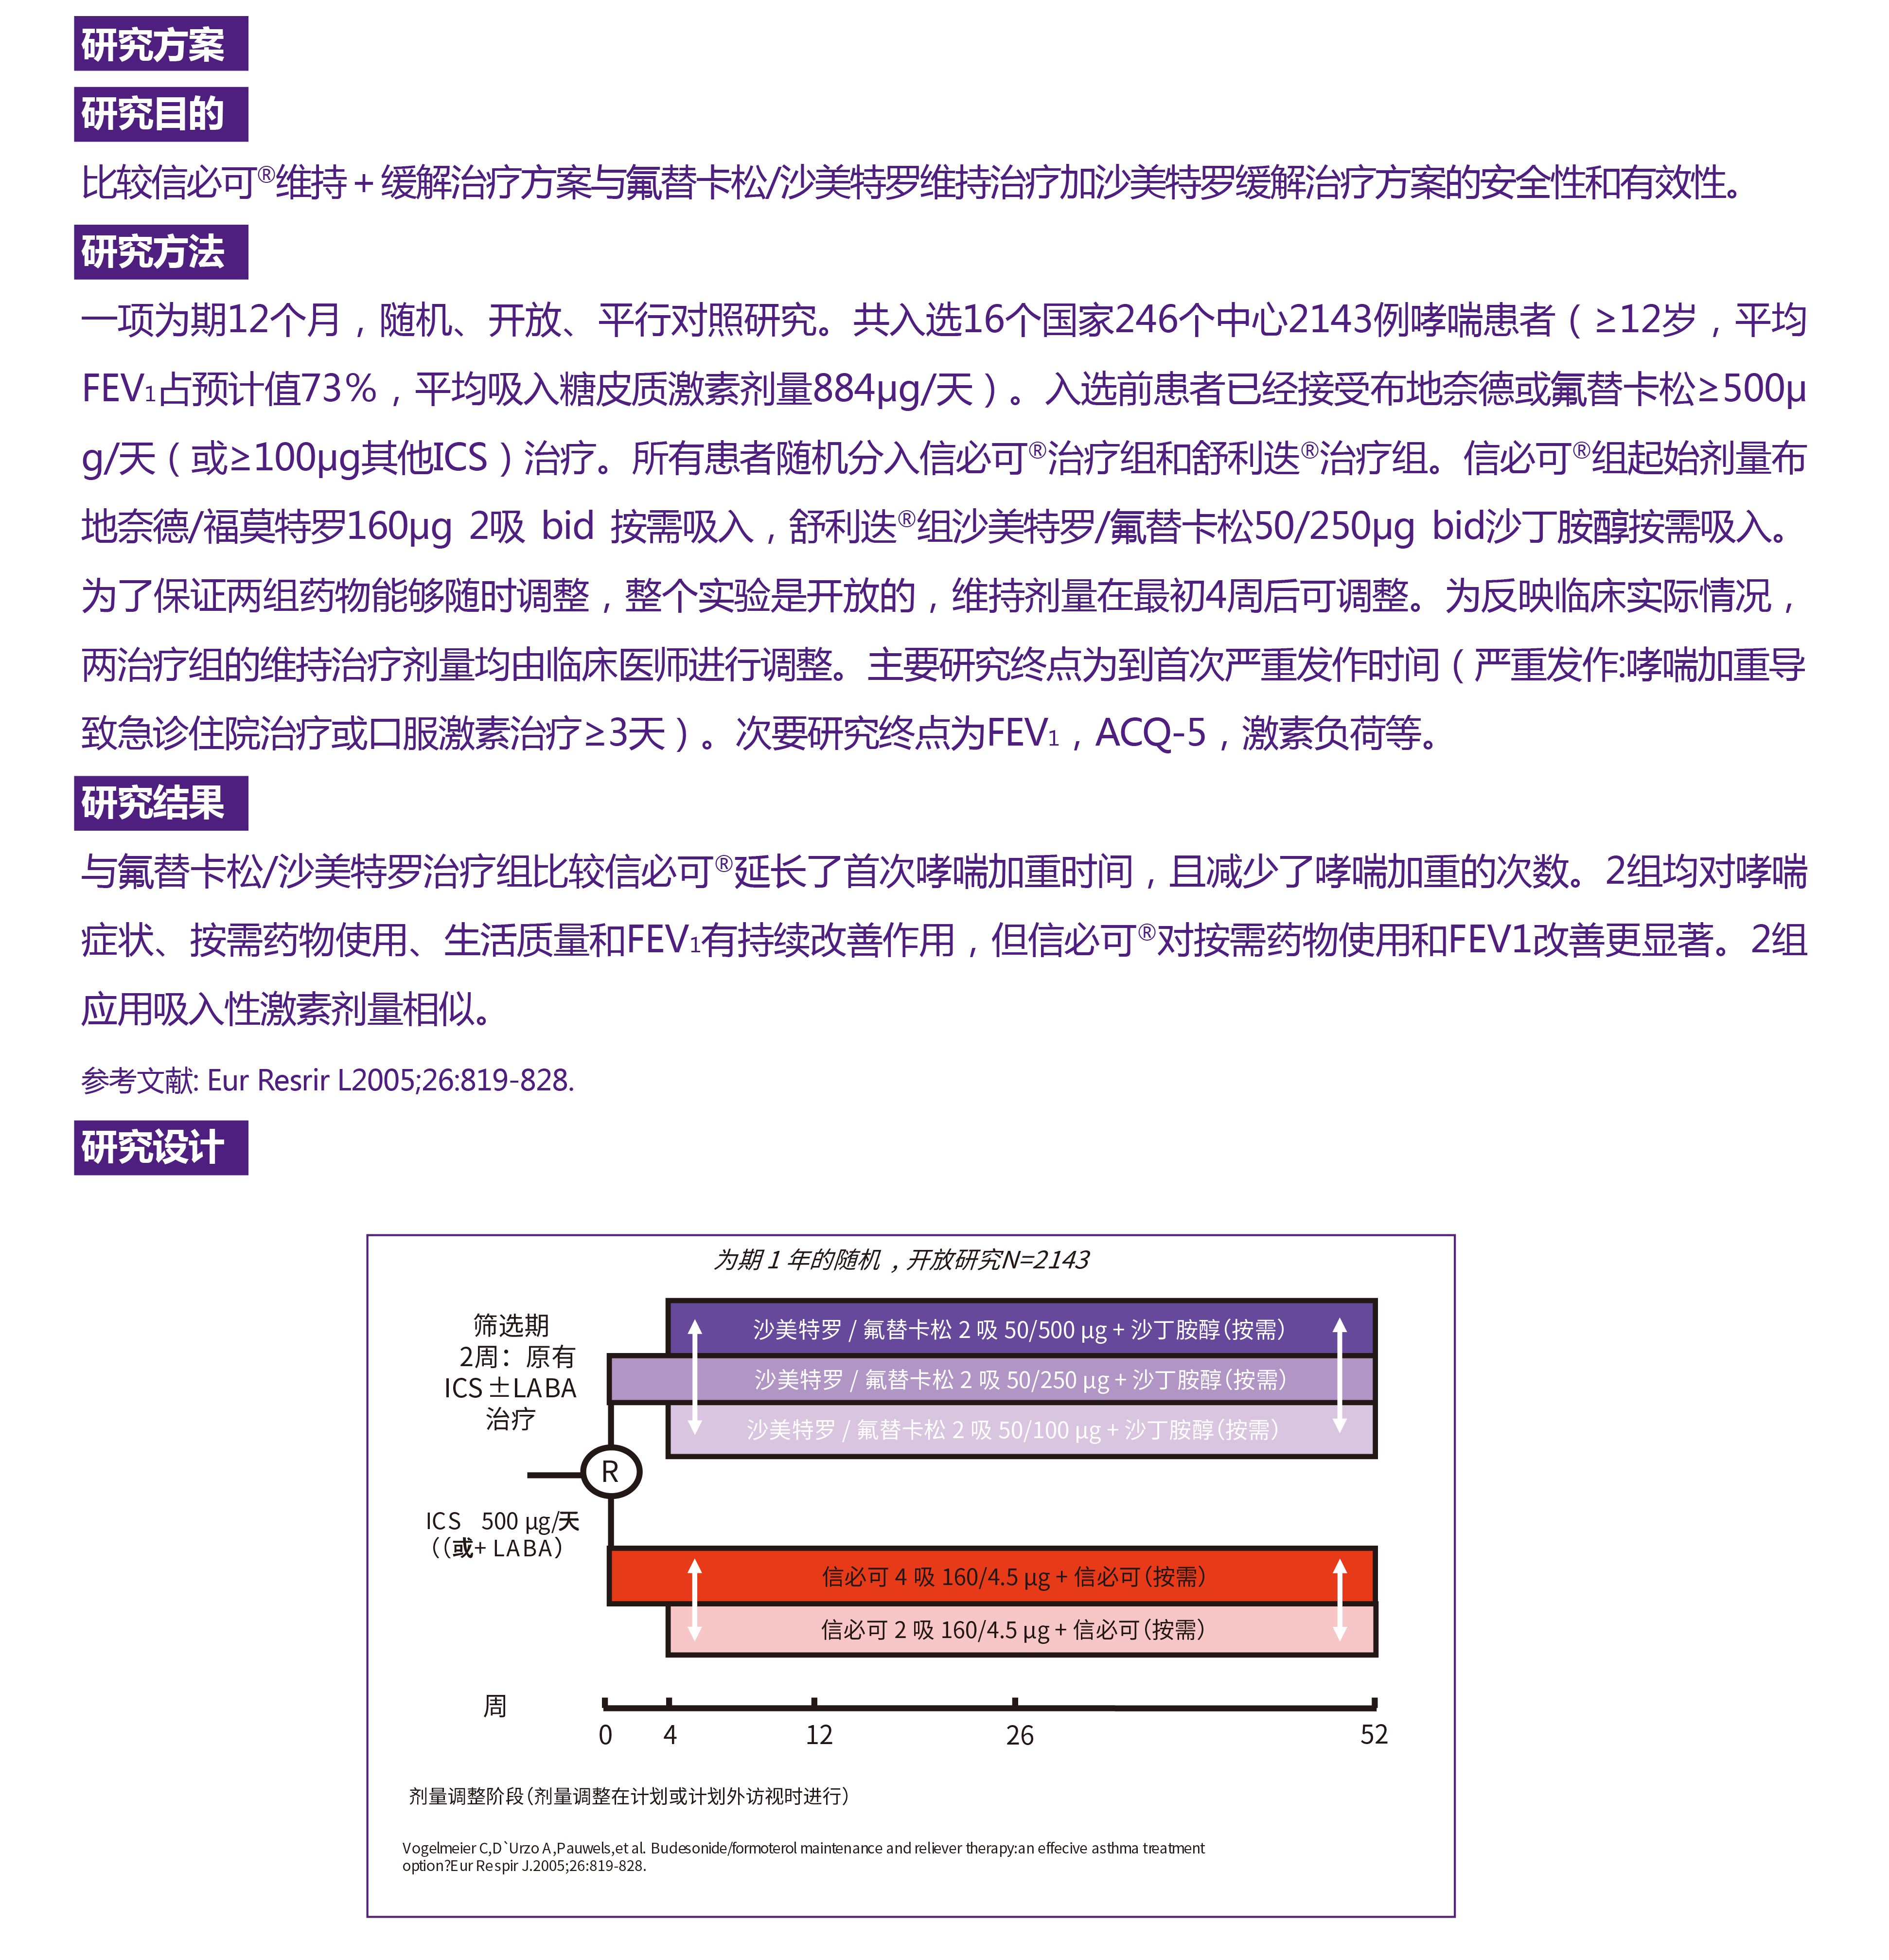 研究方案
研究目的
比较信必可®维持＋缓解治疗方案与氟替卡松/沙美特罗维持治疗加沙美特罗缓解治疗方案的安全性和有效性。
研究方法
一项为期12个月，随机、开放、平行对照研究。共入选16个国家246个中心2143例哮喘患者（≥12岁，平均
FEV₁占预计值73%，平均吸入糖皮质激素剂量884μg/天）。入选前患者已经接受布地奈德或氟替卡松≥500μ
g/天（或≥100μg其他ICS）治疗。所有患者随机分入信必可®治疗组和舒利迭®治疗组。信必可®组起始剂量布
地奈德/福莫特罗160μg 2吸 bid 按需吸入，舒利迭®组沙美特罗/氟替卡松50/250μg bid沙丁胺醇按需吸入。
为了保证两组药物能够随时调整，整个实验是开放的，维持剂量在最初4周后可调整。为反映临床实际情况，
两治疗组的维持治疗剂量均由临床医师进行调整。主要研究终点为到首次严重发作时间（严重发作:哮喘加重导
致急诊住院治疗或口服激素治疗≥3天）。次要研究终点为FEV₁，ACQ-5，激素负荷等。
研究结果
与氟替卡松/沙美特罗治疗组比较信必可®延长了首次哮喘加重时间，且减少了哮喘加重的次数。2组均对哮喘
症状、按需药物使用、生活质量和FEV₁有持续改善作用，但信必可®对按需药物使用和FEV1改善更显著。2组
应用吸入性激素剂量相似。
参考文献: Eur Resrir L2005;26:819-828.
研究设计
为期 1 年的随机，开放研究N=2143
筛选期
2周：原有
ICS±LABA
治疗
沙美特罗 / 氟替卡松 2 吸 50/500 μg + 沙丁胺醇（按需）
沙美特罗 / 氟替卡松 2 吸 50/250 μg + 沙丁胺醇（按需）
沙美特罗 / 氟替卡松 2 吸 50/100 μg + 沙丁胺醇（按需）
R
ICS 500 μg/天
（（或+ LABA）
信必可 4 吸 160/4.5 μg + 信必可（按需）
信必可 2 吸 160/4.5 μg + 信必可（按需）
周
0 4 12 26 52
剂量调整阶段（剂量调整在计划或计划外访视时进行）
Vogelmeier C,D`Urzo A,Pauwels,et al. Budesonide/formoterol maintenance and reliever therapy:an effecive asthma treatment
option?Eur Respir J.2005;26:819-828.